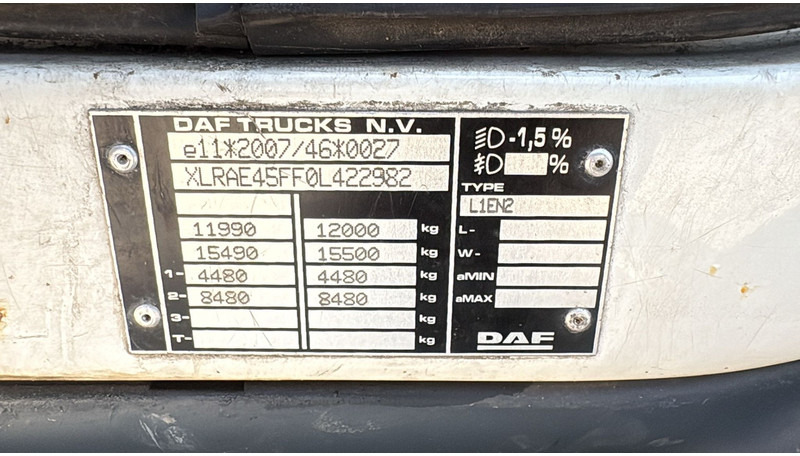 DAF TRUCKS N.V.
e11*2007/46*0027
XLRAE45FF0L422982
11990 12000 kg
15490 15500 kg
1- 4480 4480 kg
2- 8480 8480 kg
3- kg
T- kg
-1,5%
%
TYPE
L1EN2
L-
W-
aMIN
aMAX
DAF